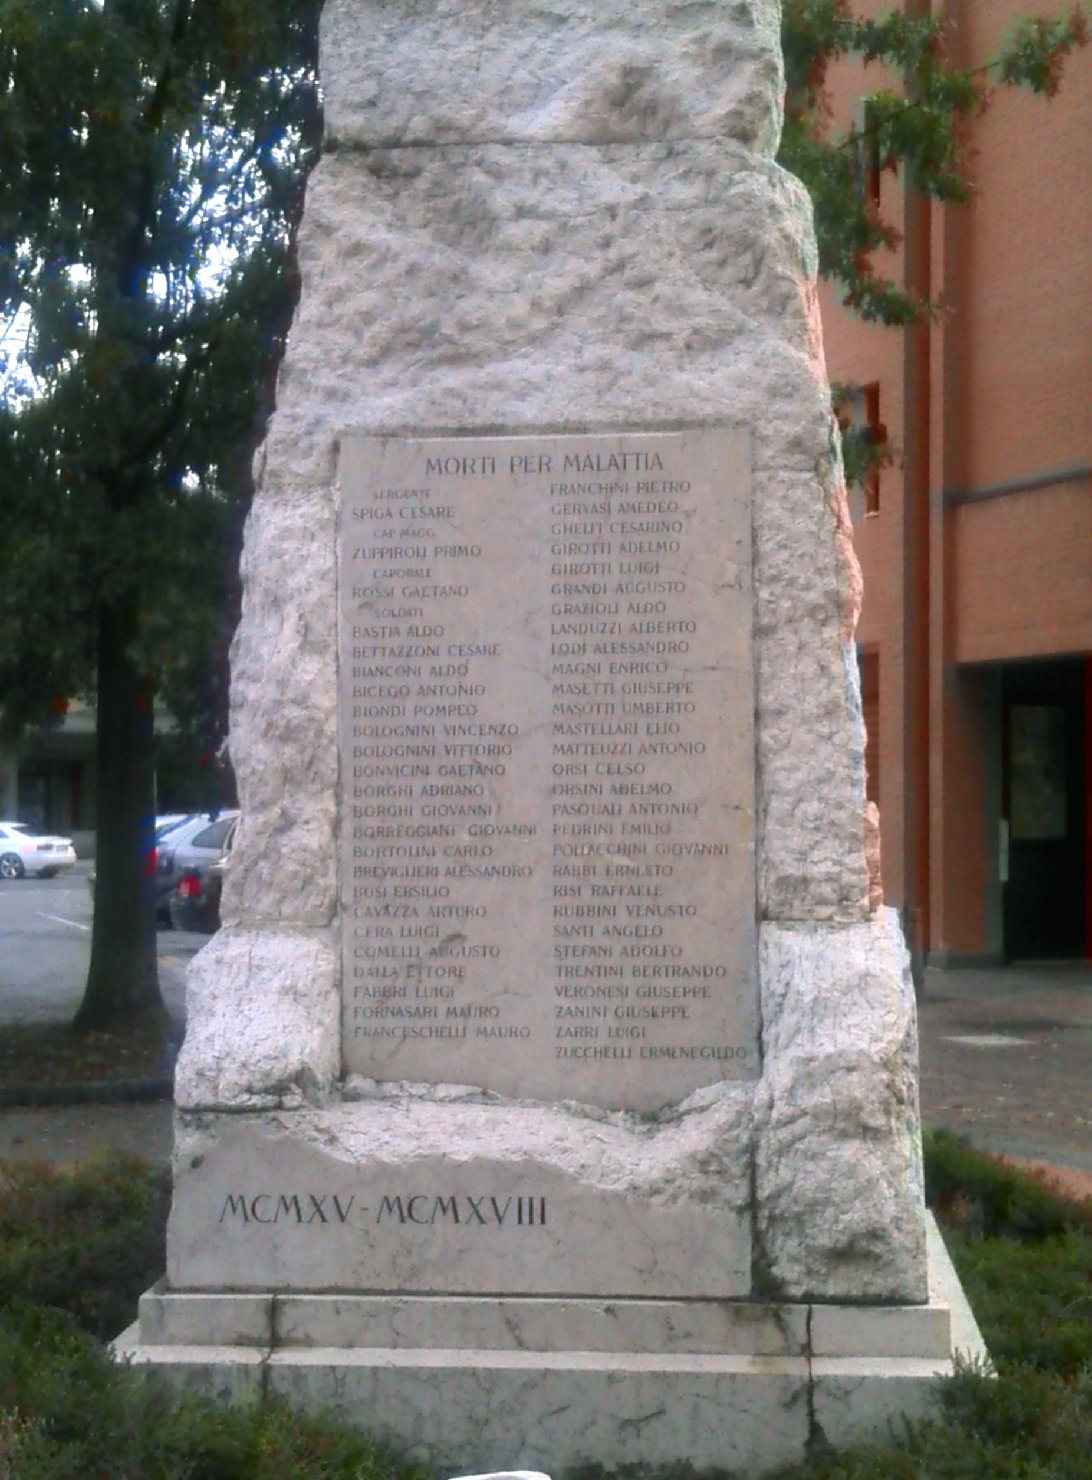 MORTI PER MALATTIA
SERGENTE
SPIGA CESARE
CAP. MAGG.
ZUPPIROLI PRIMO
CAPORALE
ROSSI GAETANO
SOLDATI
BASTIA ALDO
BETTAZZONI CESARE
BIANCONI ALDO
BICEGO ANTONIO
BIONDI POMPEO
BOLOGNINI VINCENZO
BOLOGNINI VITTORIO
BONVICINI GAETANO
BORGHI ADRIANO
BORGHI GIOVANNI
BORREGGIANI GIOVANNI
BORTOLINI CARLO
BREVIGLIERI ALESSANDRO
BUSI ERSILIO
CAVAZZA ARTURO
CERA LUIGI
COMELLI AUGUSTO
DALLA ETTORE
FABBRI LUIGI
FORNASARI MAURO
FRANCESCHELLI MAURO
FRANCHINI PIETRO
GERVASI AMEDEO
GHELFI CESARINO
GIROTTI ADELMO
GIROTTI LUIGI
GRANDI AUGUSTO
GRAZIOLI ALDO
LANDUZZI ALBERTO
LODI ALESSANDRO
MAGNI ENRICO
MASETTI GIUSEPPE
MASOTTI UMBERTO
MASTELLARI ELIO
MATTEUZZI ANTONIO
ORSI CELSO
ORSINI ADELMO
PASQUALI ANTONIO
PEDRINI EMILIO
POLLACCHINI GIOVANNI
RABBI ERNESTO
RISI RAFFAELE
RUBBINI VENUSTO
SANTI ANGELO
STEFANI ADOLFO
TRENTINI BERTRANDO
VERONESI GIUSEPPE
ZANINI GIUSEPPE
ZARRI LUIGI
ZUCCHELLI ERMENEGILDO
MCMXV-MCMXVIII